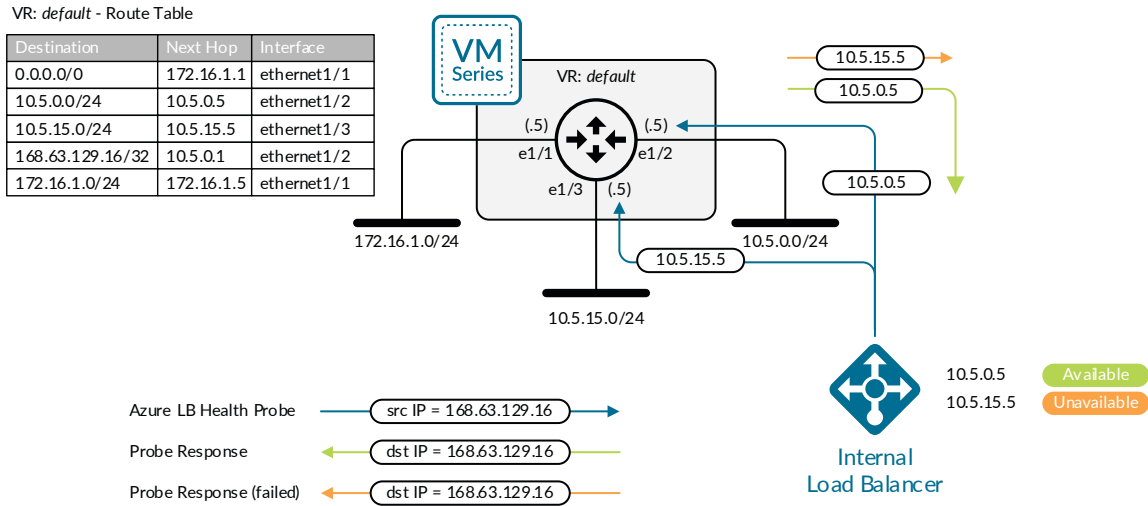 VR: default - Route Table
Destination Next Hop Interface
0.0.0.0/0 172.16.1.1 ethernet1/1
10.5.0.0/24 10.5.0.5 ethernet1/2
10.5.15.0/24 10.5.15.5 ethernet1/3
168.63.129.16/32 10.5.0.1 ethernet1/2
172.16.1.0/24 172.16.1.5 ethernet1/1
VM
Series
VR: default
(.5) (.5)
e1/1 e1/2
e1/3 (.5)
10.5.15.5
10.5.0.5
10.5.0.5
172.16.1.0/24
10.5.0.0/24
10.5.15.5
10.5.15.0/24
10.5.0.5 Available
10.5.15.5 Unavailable
Internal
Load Balancer
Azure LB Health Probe src IP = 168.63.129.16
Probe Response dst IP = 168.63.129.16
Probe Response (failed) dst IP = 168.63.129.16